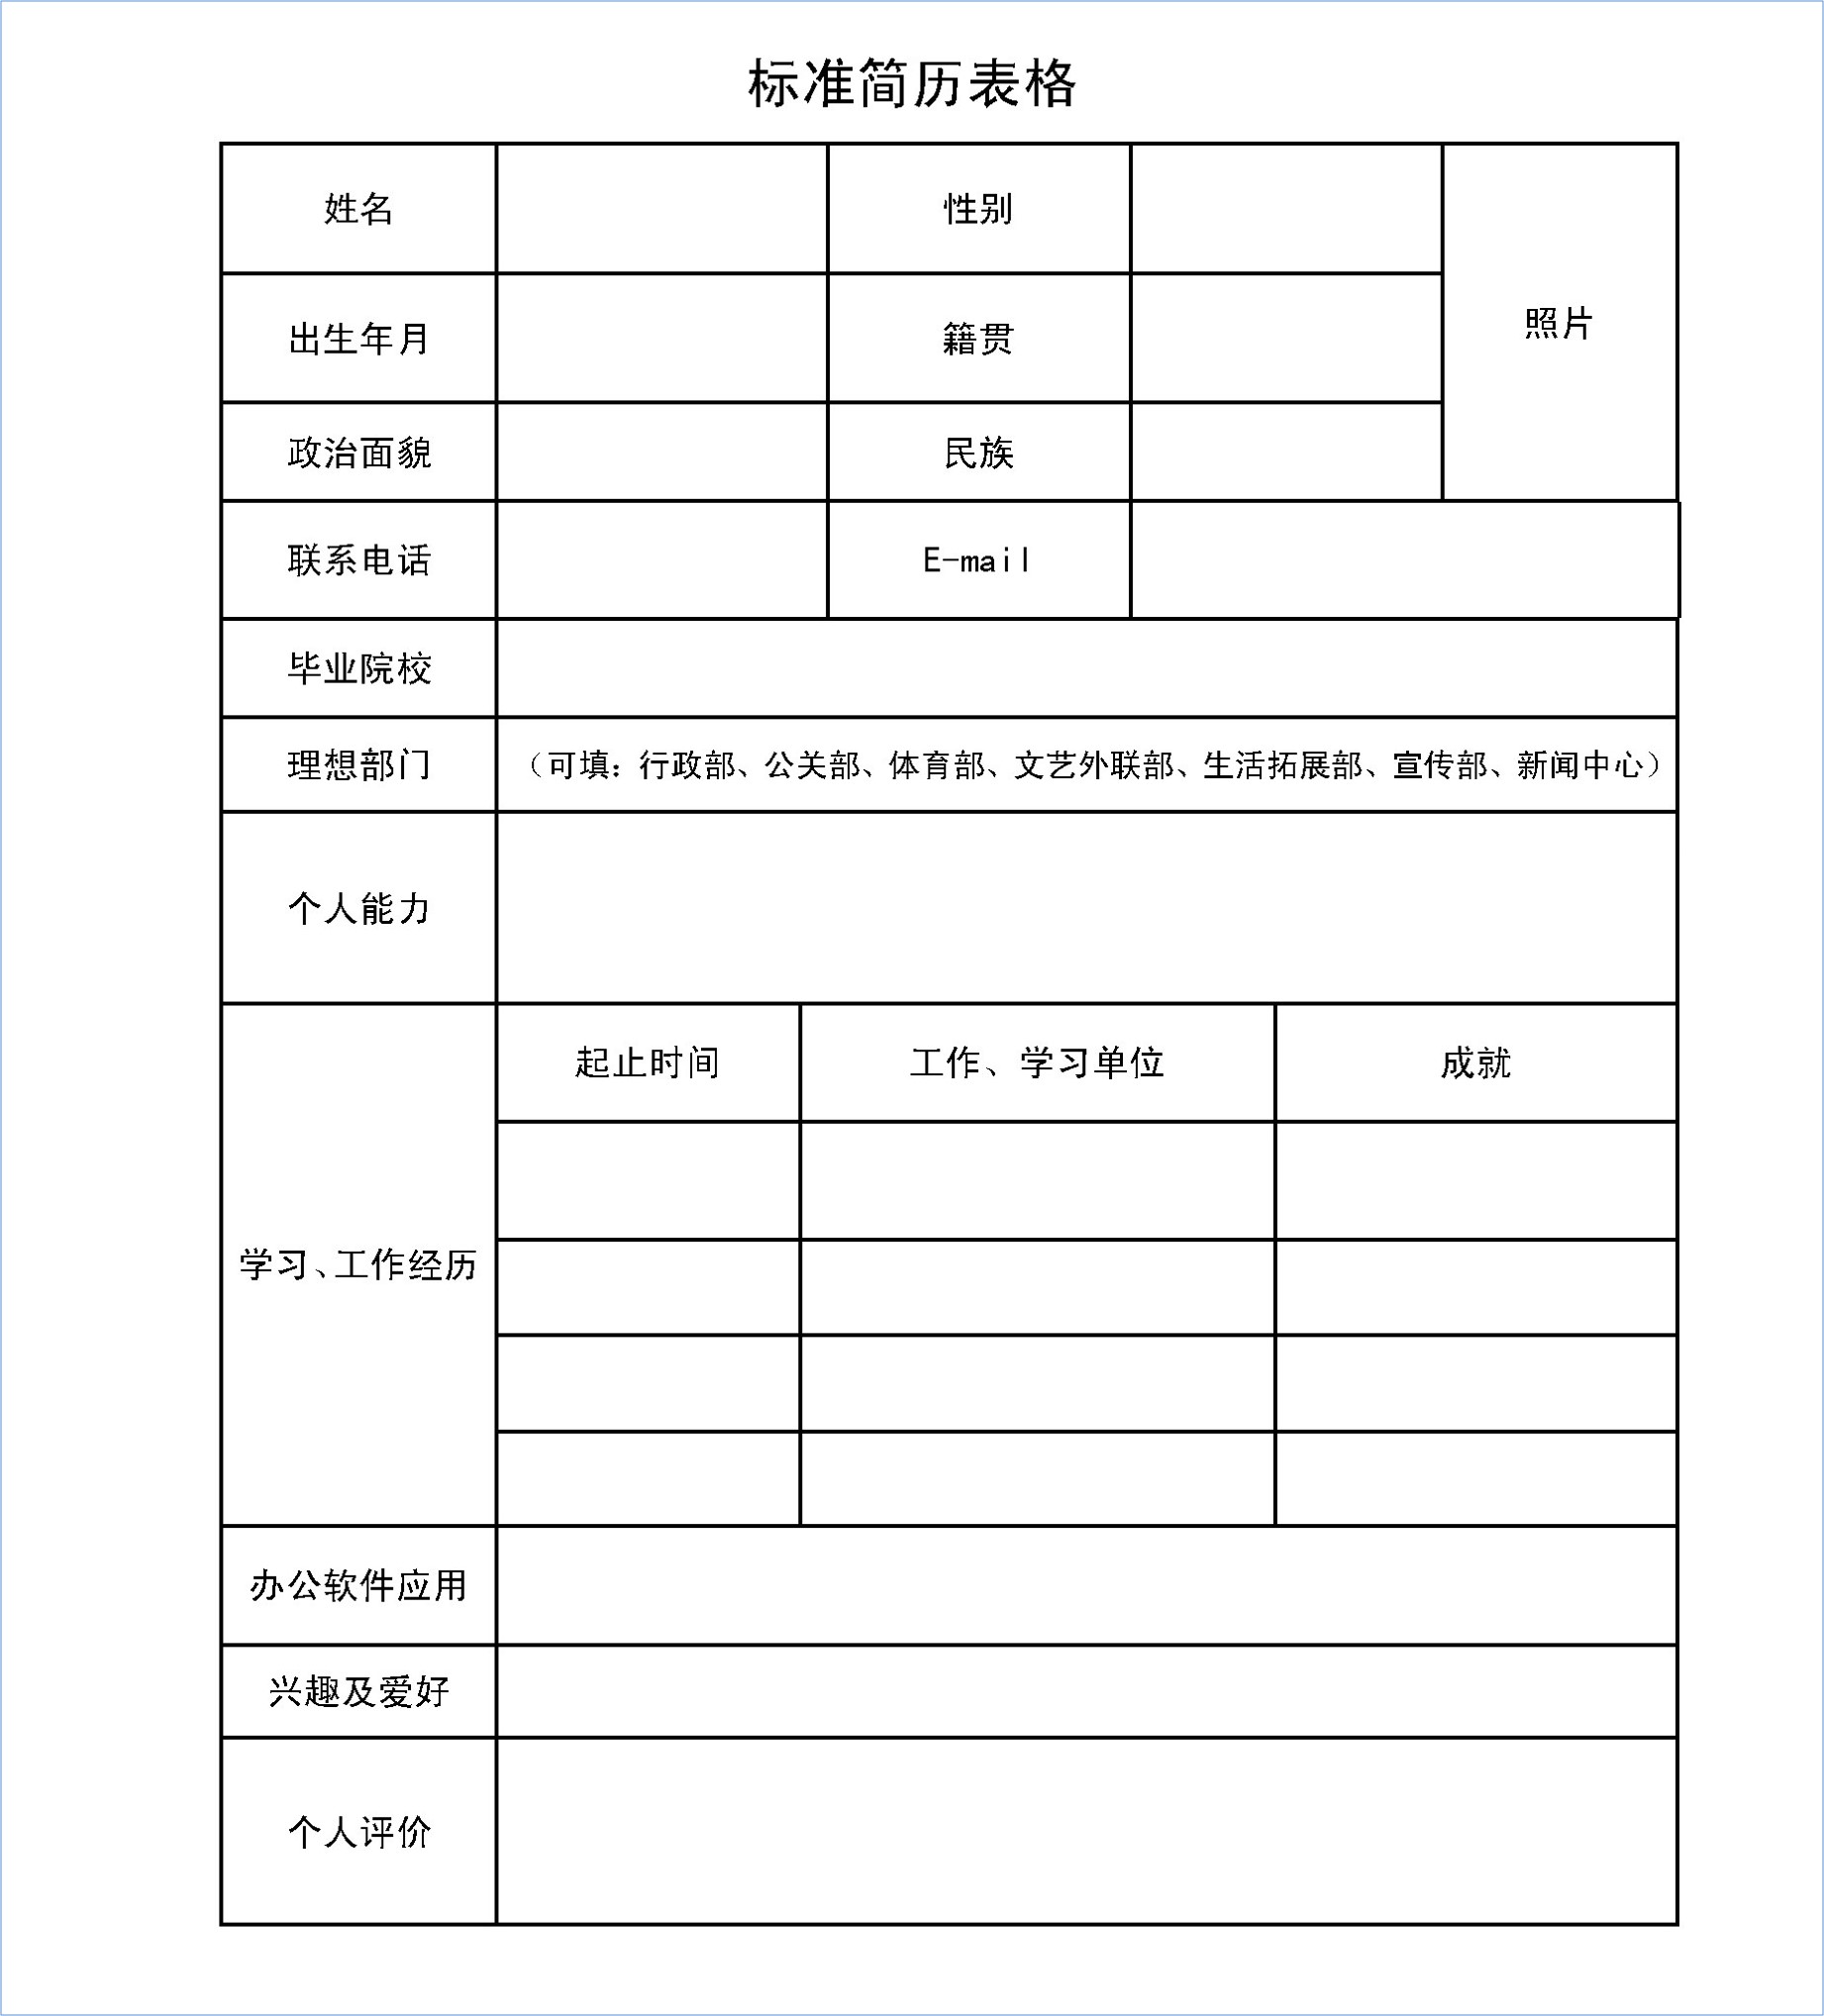 标准简历表格
姓名 性别
照片
出生年月 籍贯
政治面貌 民族
联系电话 E-mail
毕业院校
理想部门 （可填：行政部、公关部、体育部、文艺外联部、生活拓展部、宣传部、新闻中心）
个人能力
起止时间 工作、学习单位 成就
学习、工作经历
办公软件应用
兴趣及爱好
个人评价